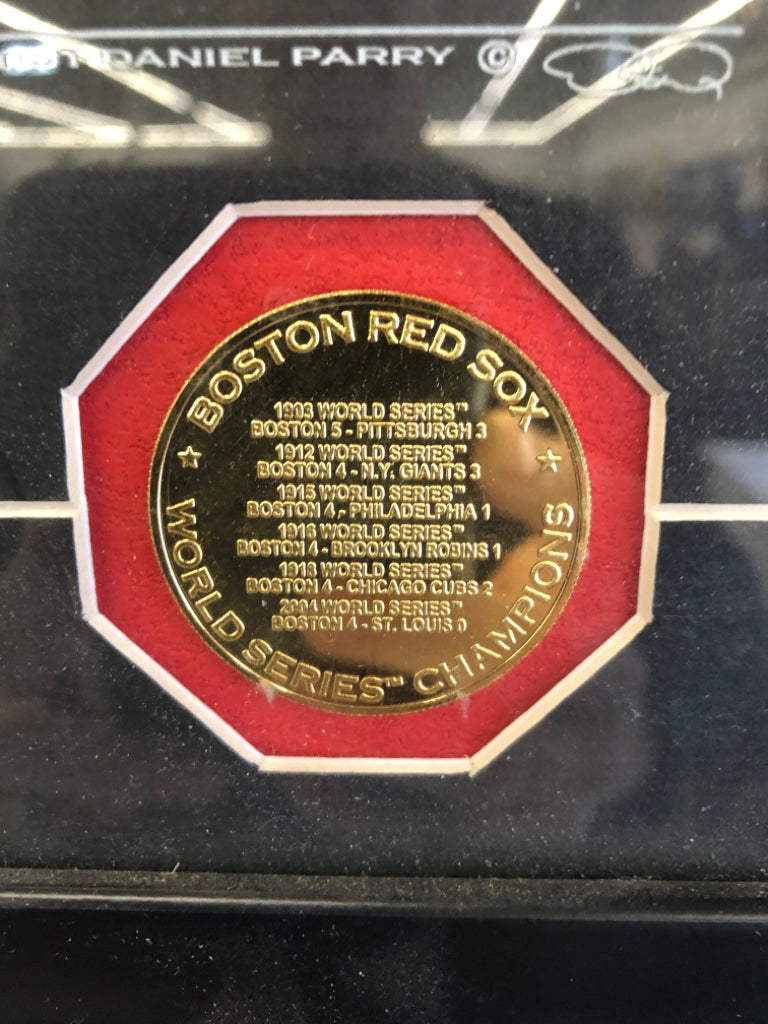 DANIEL PARRY ©
BOSTON RED SOX
1903 WORLD SERIES™
BOSTON 5 - PITTSBURGH 3
1912 WORLD SERIES™
BOSTON 4 - N.Y. GIANTS 3
1915 WORLD SERIES™
BOSTON 4 - PHILADELPHIA 1
1916 WORLD SERIES™
BOSTON 4 - BROOKLYN ROBINS 1
1918 WORLD SERIES™
BOSTON 4 - CHICAGO CUBS 2
2004 WORLD SERIES™
BOSTON 4 - ST. LOUIS 0
WORLD SERIES™ CHAMPIONS